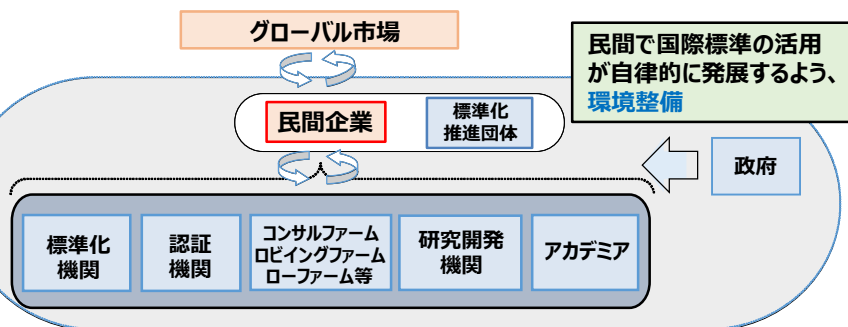 グローバル市場
民間で国際標準の活用
が自律的に発展するよう、
環境整備
民間企業
標準化
推進団体
政府
標準化
機関
認証
機関
コンサルファーム
ロビイングファーム
ローファーム等
研究開発
機関
アカデミア